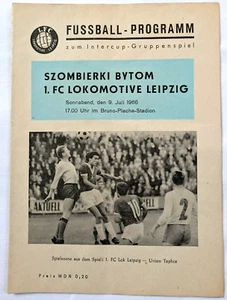 FUSSBALL - PROGRAMM
zum Intercup-Gruppenspiel
SZOMBIERKI BYTOM
1. FC LOKOMOTIVE LEIPZIG
Sonnabend, den 9. Juli 1966
17.00 Uhr im Bruno-Plache-Stadion
AKTUELL
Spielszene aus dem Spiel: 1. FC Lok Leipzig — Union Teplice
Preis MDN 0,20